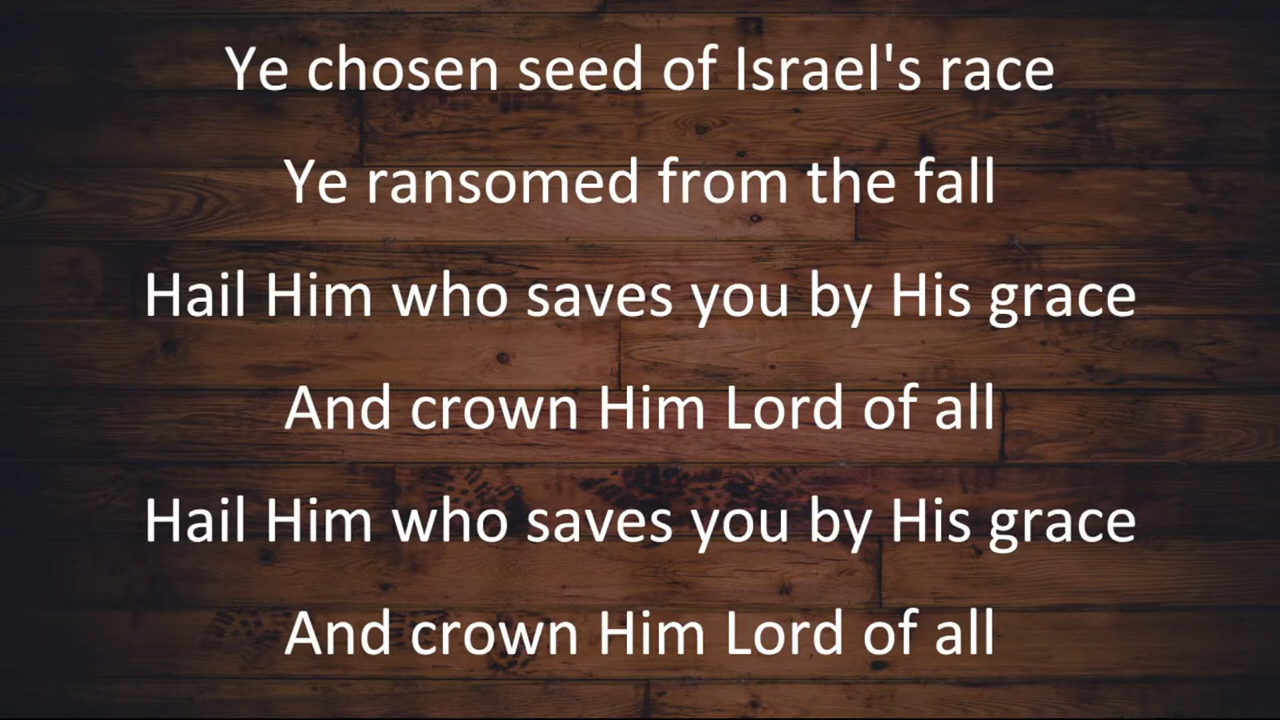 Ye chosen seed of Israel's race
Ye ransomed from the fall
Hail Him who saves you by His grace
And crown Him Lord of all
Hail Him who saves you by His grace
And crown Him Lord of all